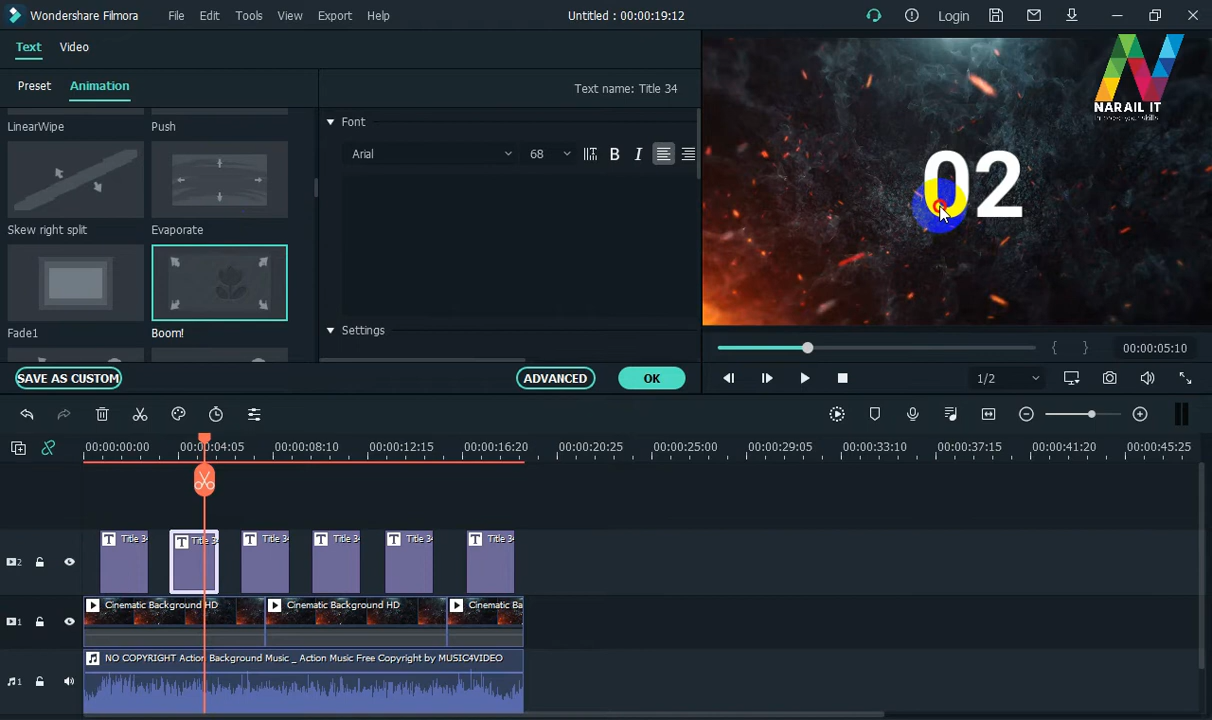 Wondershare Filmora File Edit Tools View Export Help Untitled : 00:00:19:12 Login
Text Video
Preset Animation
Text name: Title 34
LinearWipe Push
Font
Arial 68 B I
Skew right split Evaporate
Fade1 Boom!
Settings
SAVE AS CUSTOM ADVANCED OK
NARAIL IT
02
{ } 00:00:05:10
1/2
00:00:00:00 00:00:04:05 00:00:08:10 00:00:12:15 00:00:16:20 00:00:20:25 00:00:25:00 00:00:29:05 00:00:33:10 00:00:37:15 00:00:41:20 00:00:45:25
2 T Title 34 T Title 34 T Title 34 T Title 34 T Title 34 T Title 34
1 Cinematic Background HD Cinematic Background HD Cinematic Ba
NO COPYRIGHT Action Background Music _ Action Music Free Copyright by MUSIC4VIDEO
1